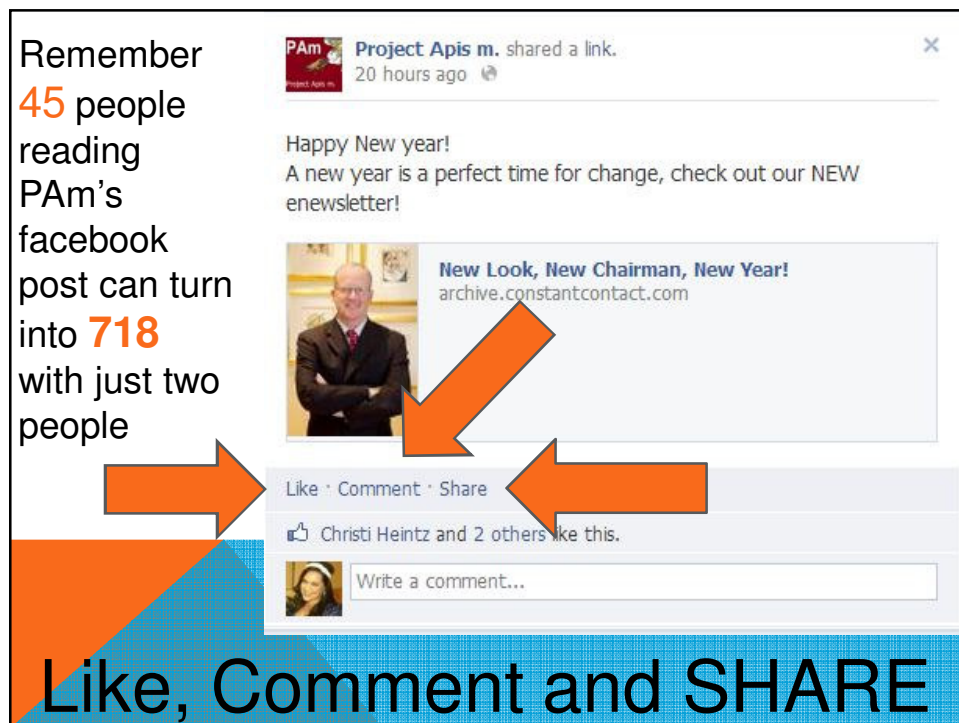 Remember
45 people
reading
PAm's
facebook
post can turn
into 718
with just two
people
PAm
Project Apis m.
Project Apis m. shared a link.
20 hours ago
Happy New year!
A new year is a perfect time for change, check out our NEW
enewsletter!
New Look, New Chairman, New Year!
archive.constantcontact.com
Like · Comment · Share
Christi Heintz and 2 others like this.
Write a comment...
Like, Comment and SHARE